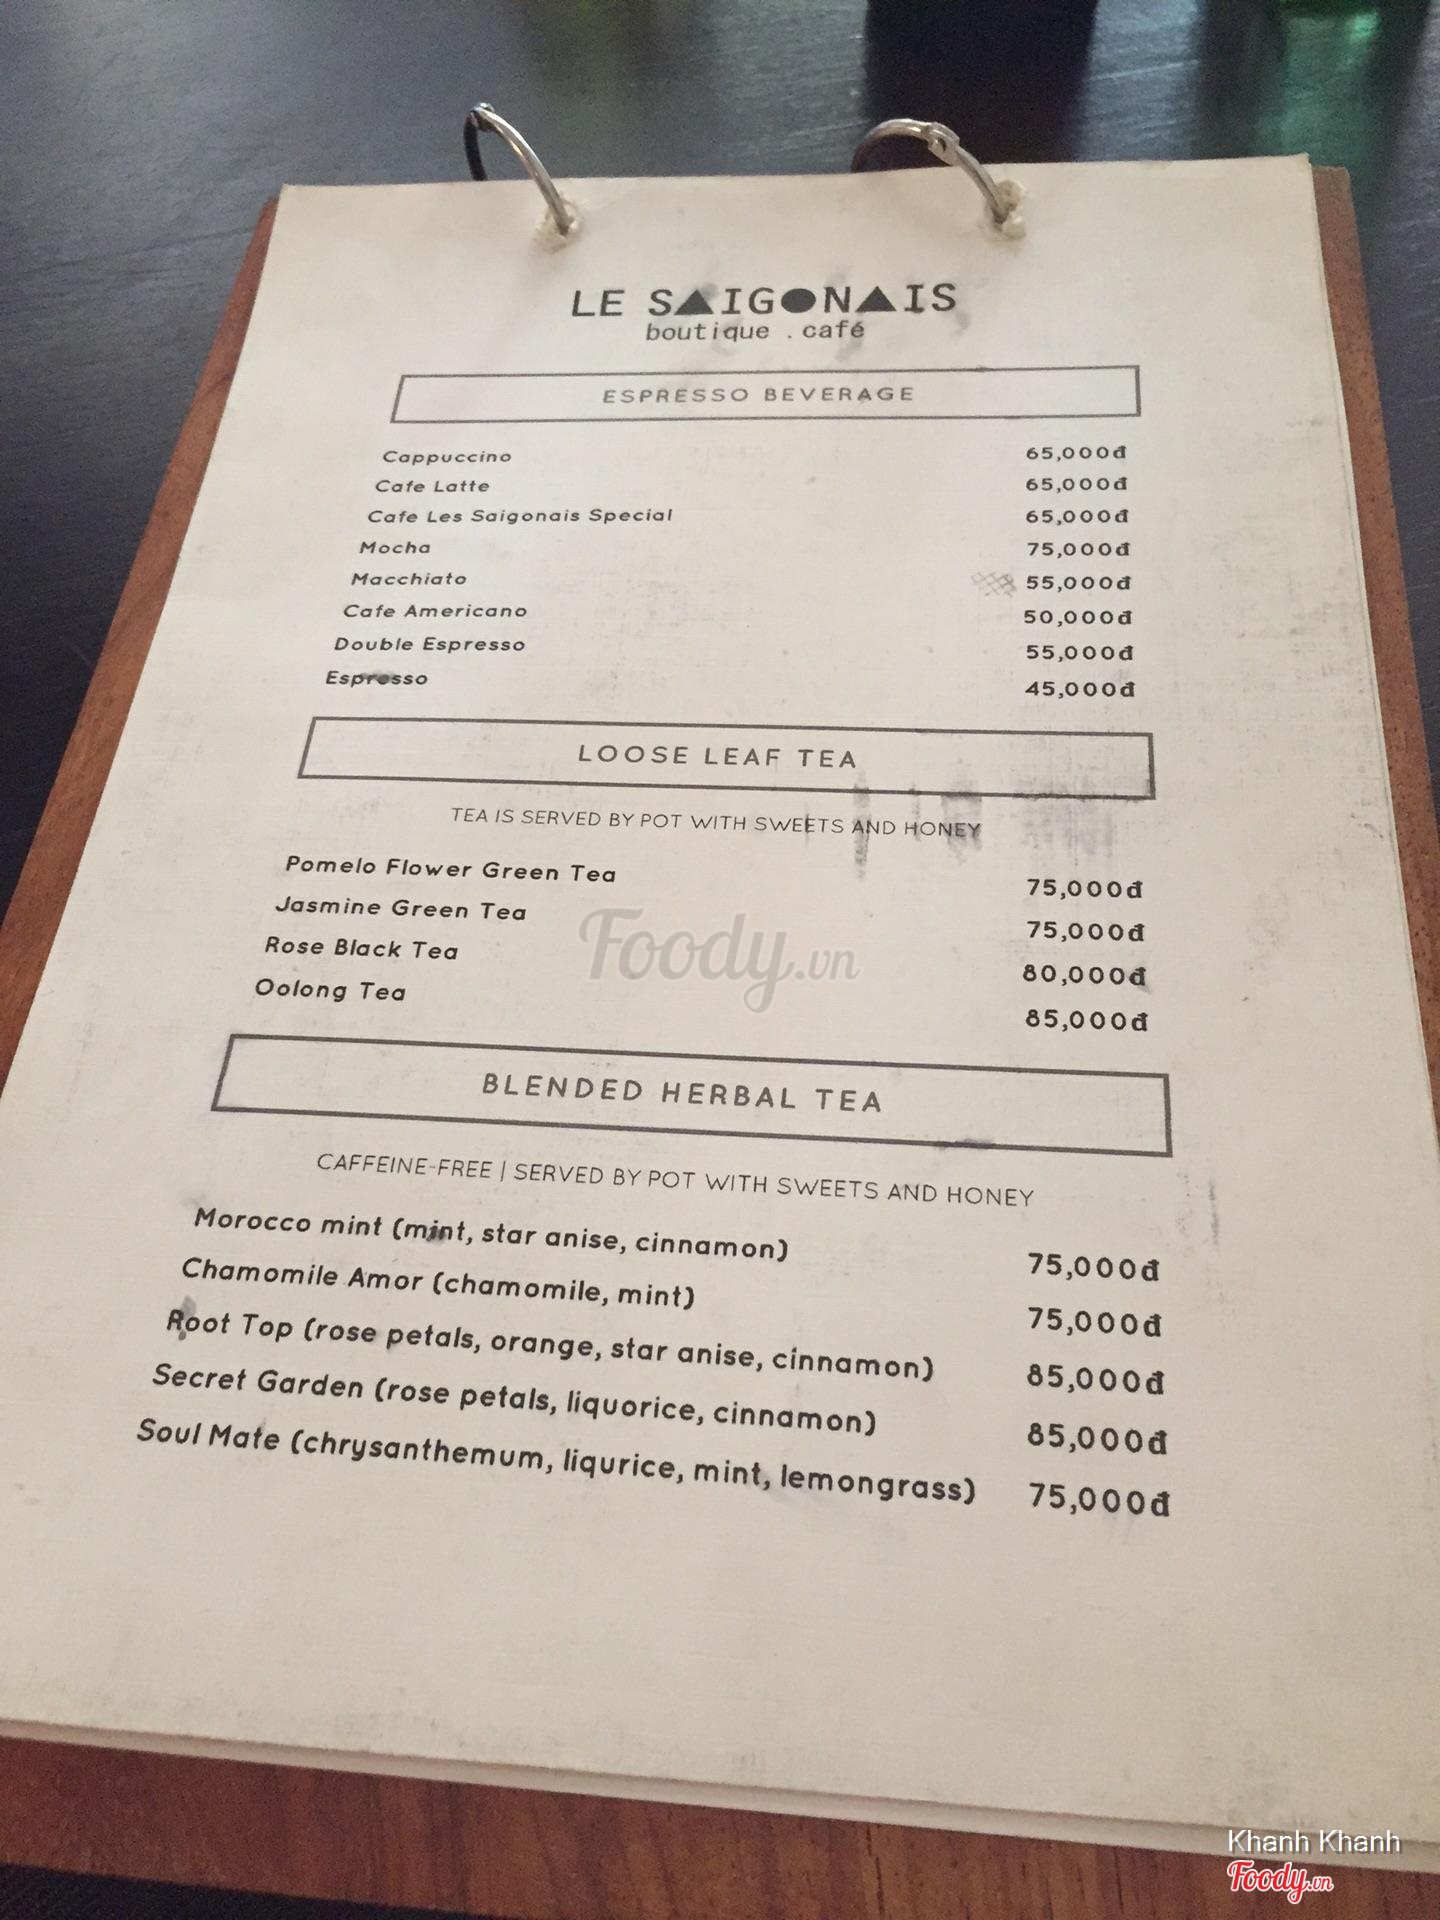 LE SAIGONAIS
boutique . café
ESPRESSO BEVERAGE
Cappuccino 65,000đ
Cafe Latte 65,000đ
Cafe Les Saigonais Special 65,000đ
Mocha 75,000đ
Macchiato 55,000đ
Cafe Americano 50,000đ
Double Espresso 55,000đ
Espresso 45,000đ
LOOSE LEAF TEA
TEA IS SERVED BY POT WITH SWEETS AND HONEY
Pomelo Flower Green Tea 75,000đ
Jasmine Green Tea 75,000đ
Rose Black Tea 80,000đ
Oolong Tea 85,000đ
Foody.vn
BLENDED HERBAL TEA
CAFFEINE-FREE | SERVED BY POT WITH SWEETS AND HONEY
Morocco mint (mint, star anise, cinnamon) 75,000đ
Chamomile Amor (chamomile, mint) 75,000đ
Root Top (rose petals, orange, star anise, cinnamon) 85,000đ
Secret Garden (rose petals, liquorice, cinnamon) 85,000đ
Soul Mate (chrysanthemum, liqurice, mint, lemongrass) 75,000đ
Khanh Khanh
Foody.vn